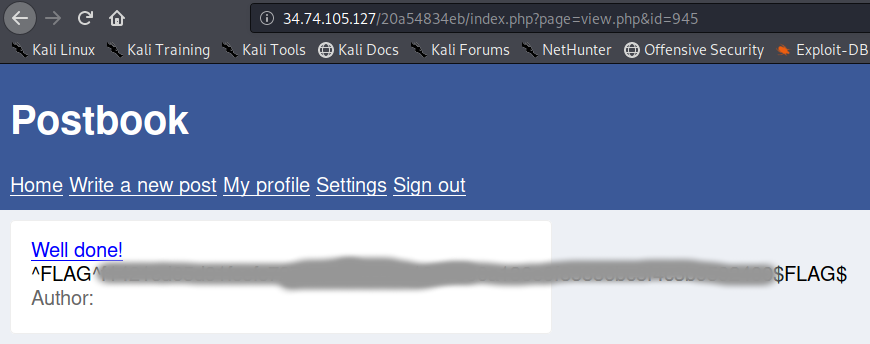 34.74.105.127/20a54834eb/index.php?page=view.php&id=945
Kali Linux Kali Training Kali Tools Kali Docs Kali Forums NetHunter Offensive Security Exploit-DB
Postbook
Home Write a new post My profile Settings Sign out
Well done!
^FLAG^ $FLAG$
Author: